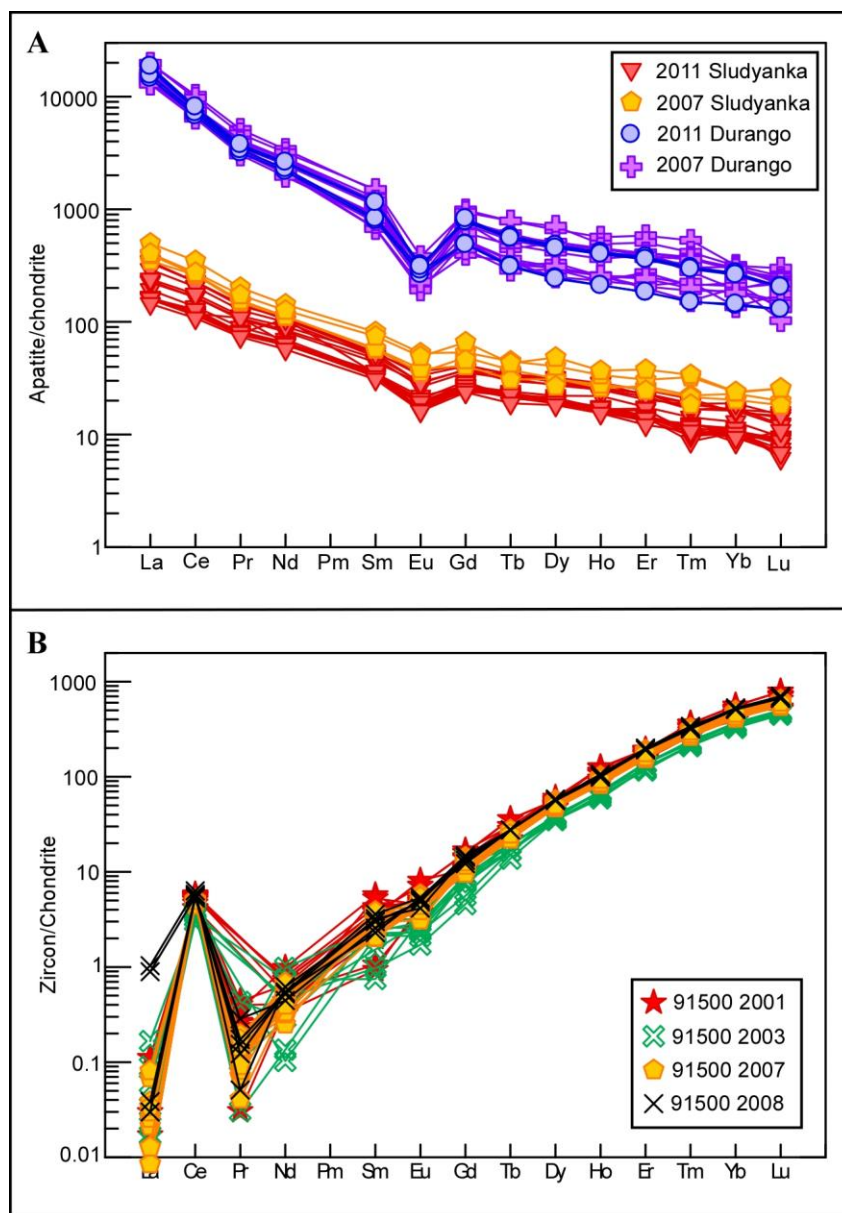 A
2011 Sludyanka
2007 Sludyanka
2011 Durango
2007 Durango
10000
1000
100
10
1
Apatite/chondrite
La Ce Pr Nd Pm Sm Eu Gd Tb Dy Ho Er Tm Yb Lu
B
1000
100
10
1
0.1
0.01
Zircon/Chondrite
91500 2001
91500 2003
91500 2007
91500 2008
La Ce Pr Nd Pm Sm Eu Gd Tb Dy Ho Er Tm Yb Lu